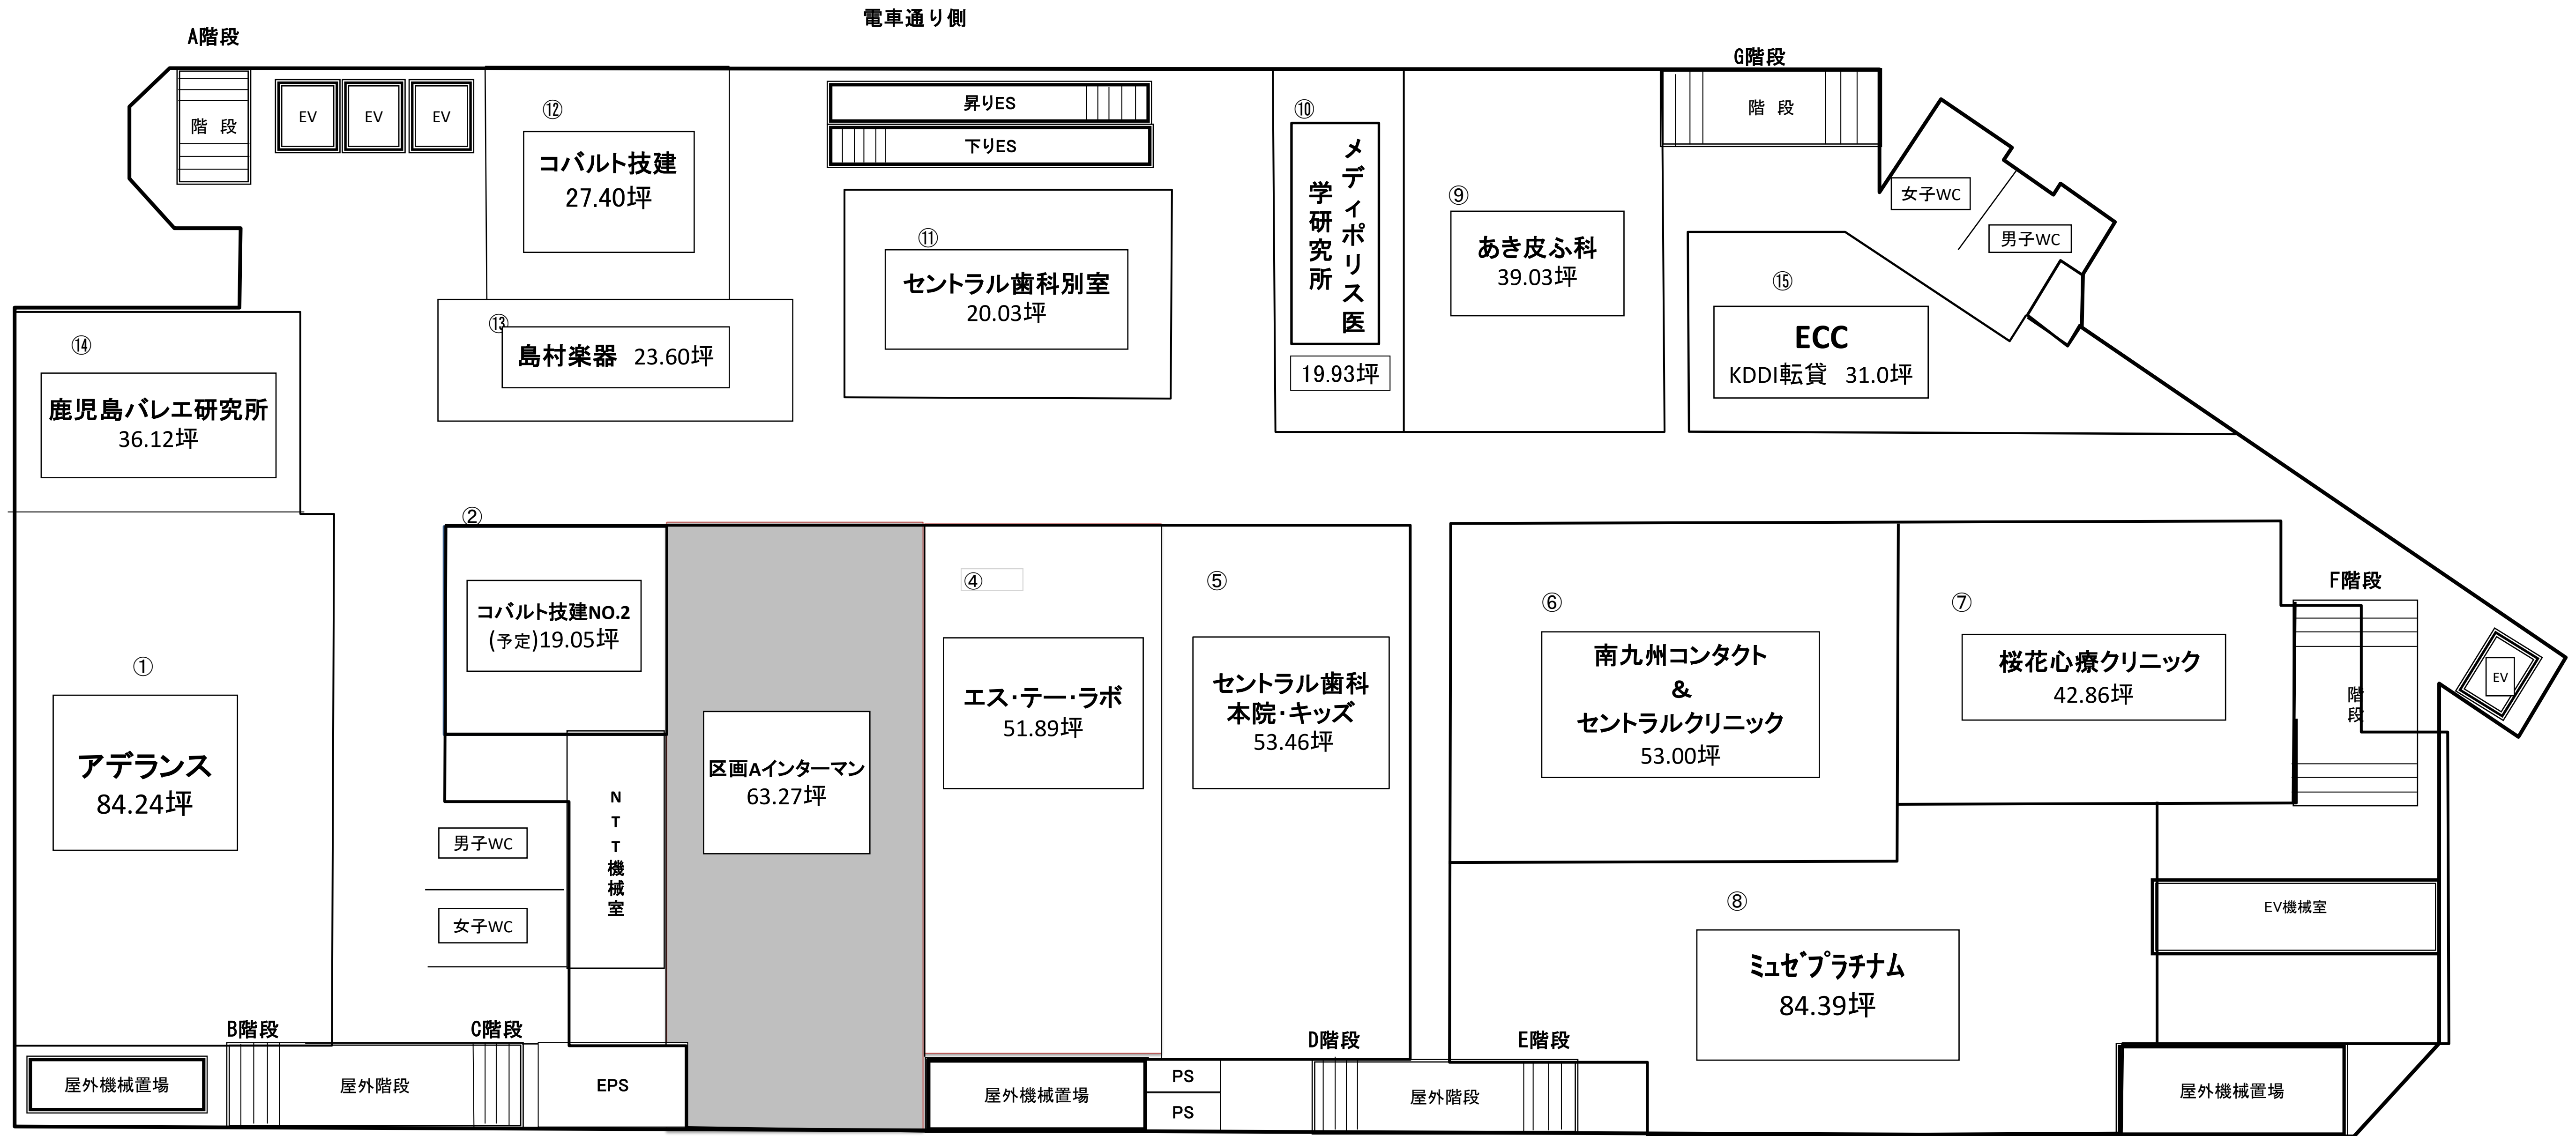 電車通り側
A階段
G階段
階 段
EV
EV
EV
⑫
コバルト技建
27.40坪
昇りES
下りES
⑩
メディポリス医
学研究所
19.93坪
⑨
あき皮ふ科
39.03坪
階 段
女子WC
男子WC
⑪
セントラル歯科別室
20.03坪
⑮
ECC
KDDI転貸 31.0坪
⑬
島村楽器 23.60坪
⑭
鹿児島バレエ研究所
36.12坪
②
コバルト技建NO.2
(予定)19.05坪
④
エス・テー・ラボ
51.89坪
⑤
セントラル歯科
本院・キッズ
53.46坪
⑥
南九州コンタクト
&
セントラルクリニック
53.00坪
⑦
桜花心療クリニック
42.86坪
F階段
階段
EV
①
アデランス
84.24坪
区画Aインターマン
63.27坪
NTT機械室
男子WC
女子WC
⑧
ミュゼプラチナム
84.39坪
EV機械室
B階段
C階段
D階段
E階段
屋外機械置場
屋外階段
EPS
屋外機械置場
PS
PS
屋外階段
屋外機械置場